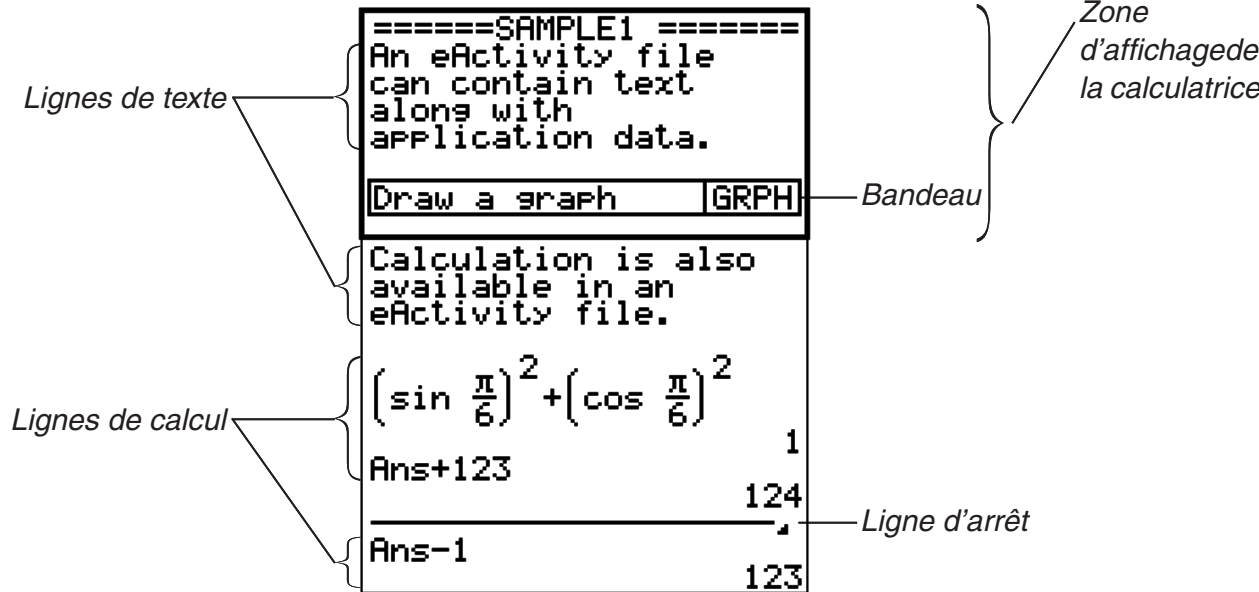 ======SAMPLE1 =======
An eActivity file
can contain text
along with
application data.
Draw a graph GRPH
Calculation is also
available in an
eActivity file.
(sin π/6)²+(cos π/6)²
1
Ans+123
124
Ans−1
123
Lignes de texte
Lignes de calcul
Zone
d'affichagede
la calculatrice
Bandeau
Ligne d'arrêt